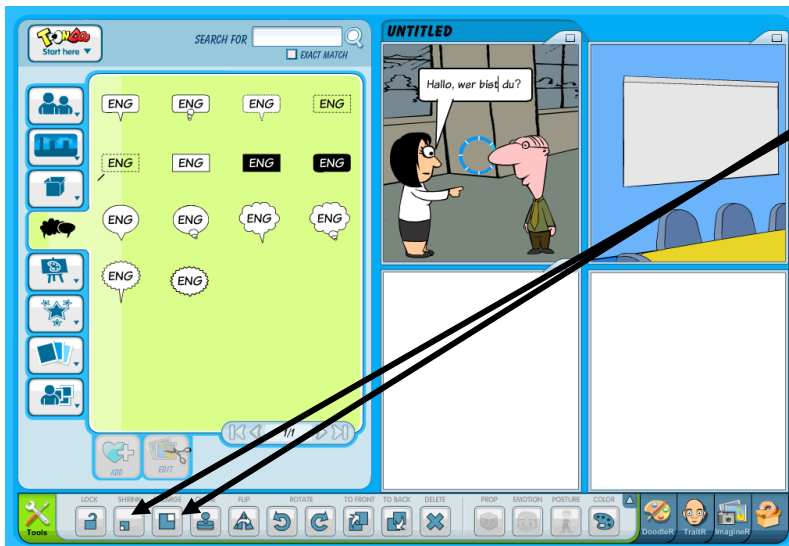 TOONDOO
Start here
SEARCH FOR
EXACT MATCH
UNTITLED
Hallo, wer bist du?
ENG ENG ENG ENG
ENG ENG ENG ENG
ENG ENG ENG ENG
ENG ENG
1/1
ADD EDIT
Tools
LOCK SHRINK FLIP ROTATE TO FRONT TO BACK DELETE PROP EMOTION POSTURE COLOR
DoodleR TraitR ImagineR